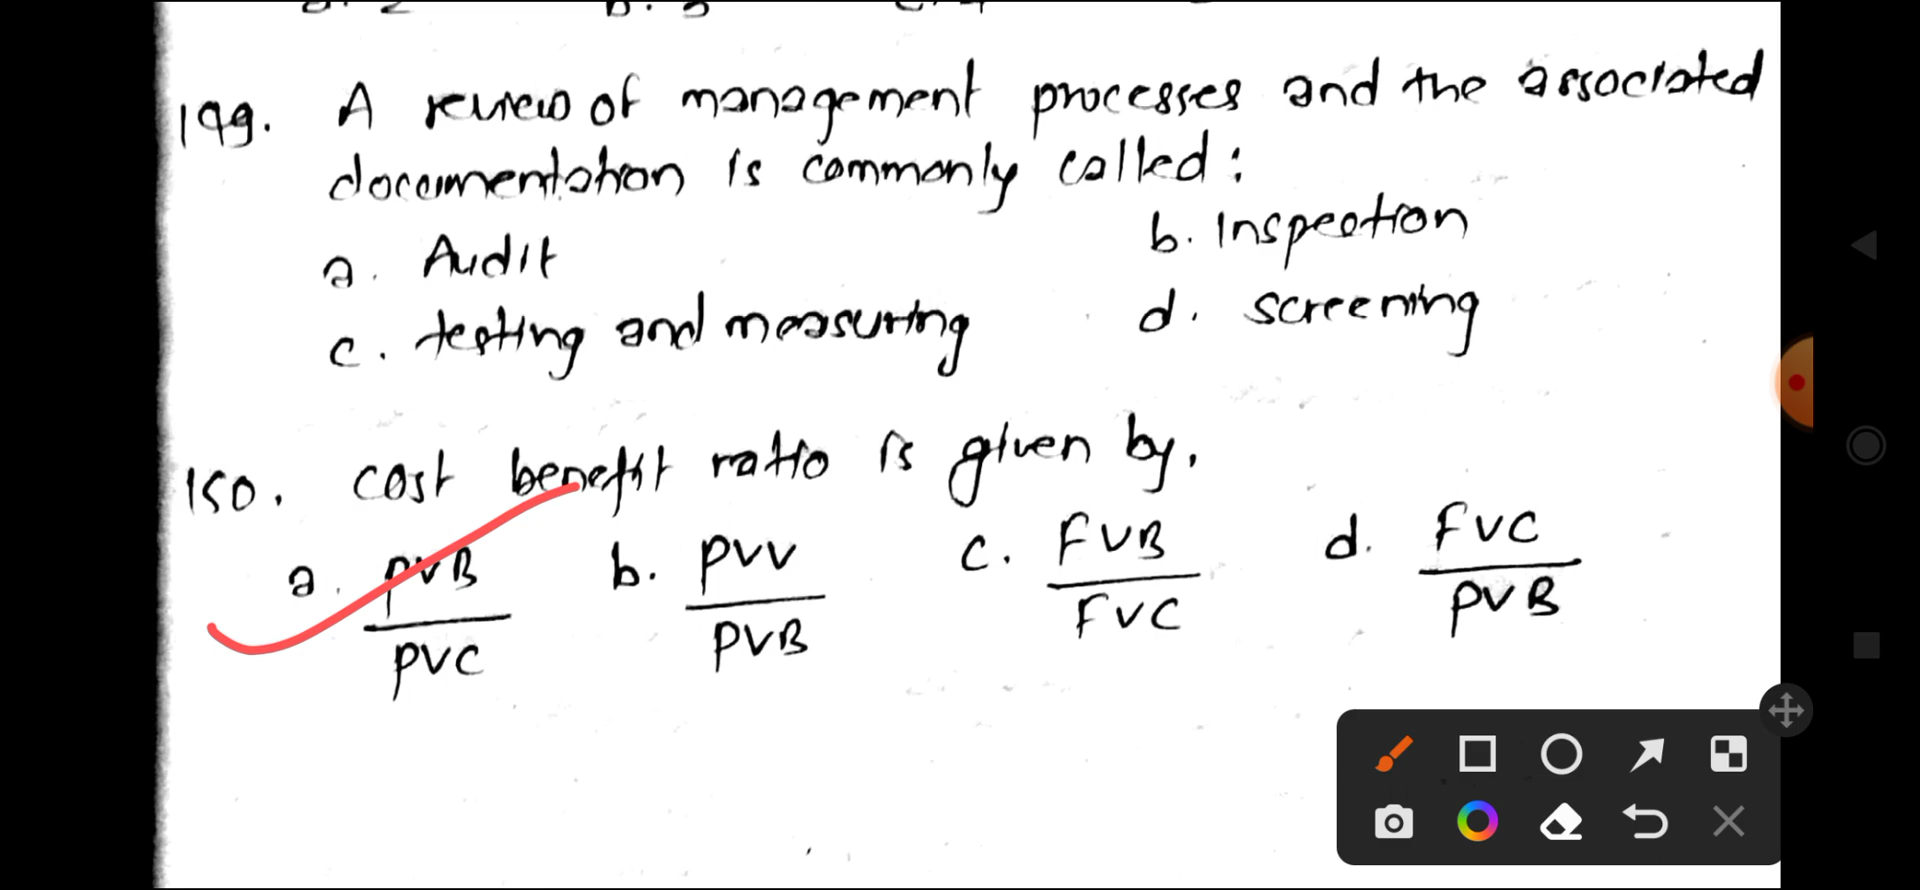 199. A review of management processes and the associated
documentation is commonly called:
a. Audit
b. Inspection
c. testing and measuring
d. screening
150. cost benefit ratio is given by.
a. PVB/PVC b. PVV/PVB c. FVB/FVC d. FVC/PVB